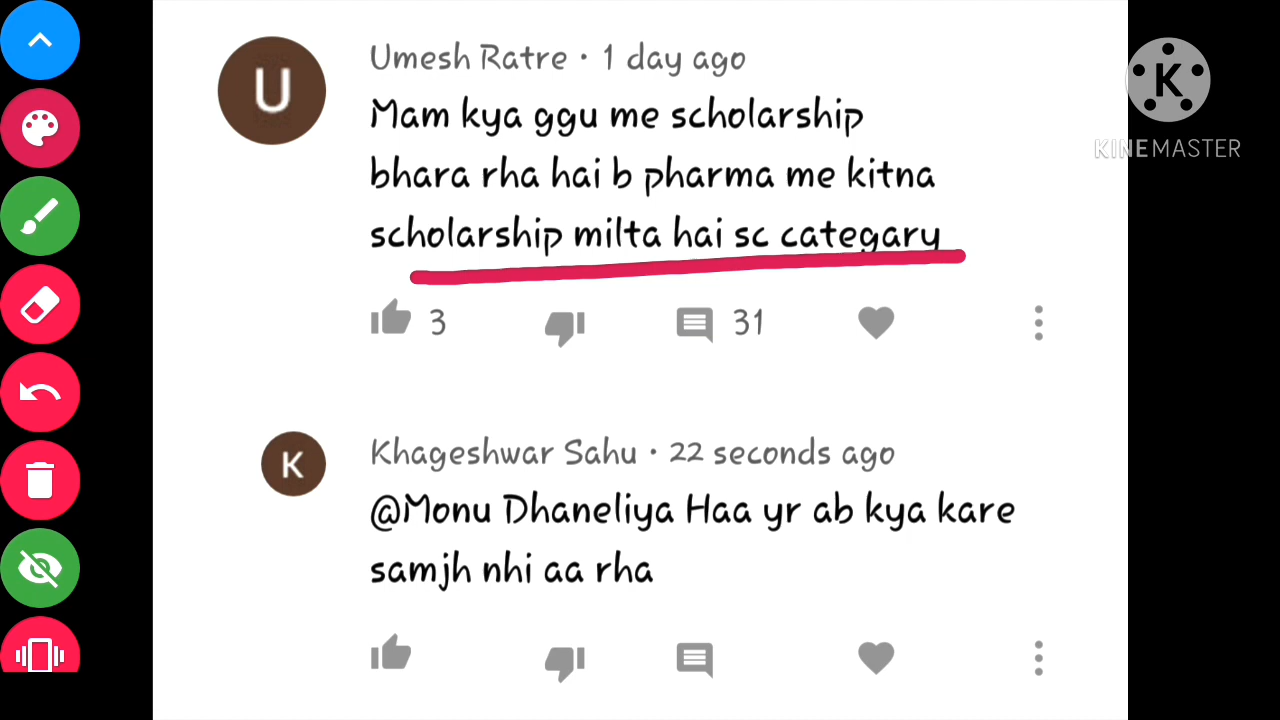 U
Umesh Ratre · 1 day ago
Mam kya ggu me scholarship
bhara rha hai b pharma me kitna
scholarship milta hai sc categary
3
31
K
Khageshwar Sahu · 22 seconds ago
@Monu Dhaneliya Haa yr ab kya kare
samjh nhi aa rha
K
KINEMASTER